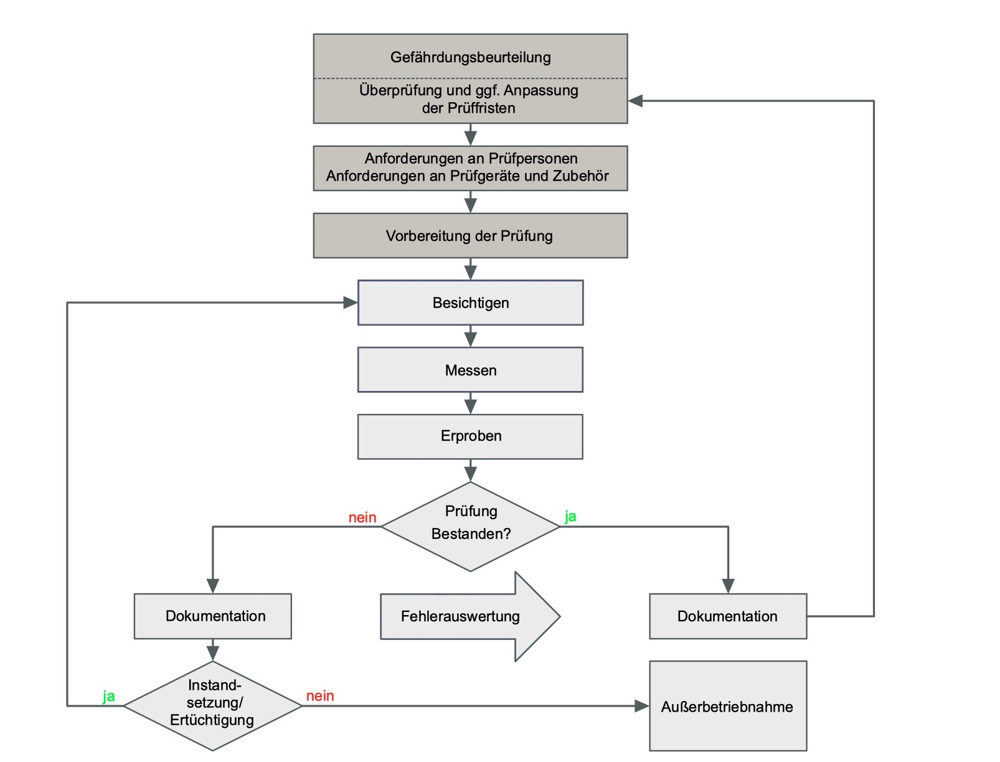 Gefährdungsbeurteilung
Überprüfung und ggf. Anpassung
der Prüffristen
Anforderungen an Prüfpersonen
Anforderungen an Prüfgeräte und Zubehör
Vorbereitung der Prüfung
Besichtigen
Messen
Erproben
Prüfung
Bestanden?
nein
ja
Dokumentation
Fehlerauswertung
Dokumentation
Instand-
setzung/
Ertüchtigung
ja
nein
Außerbetriebnahme